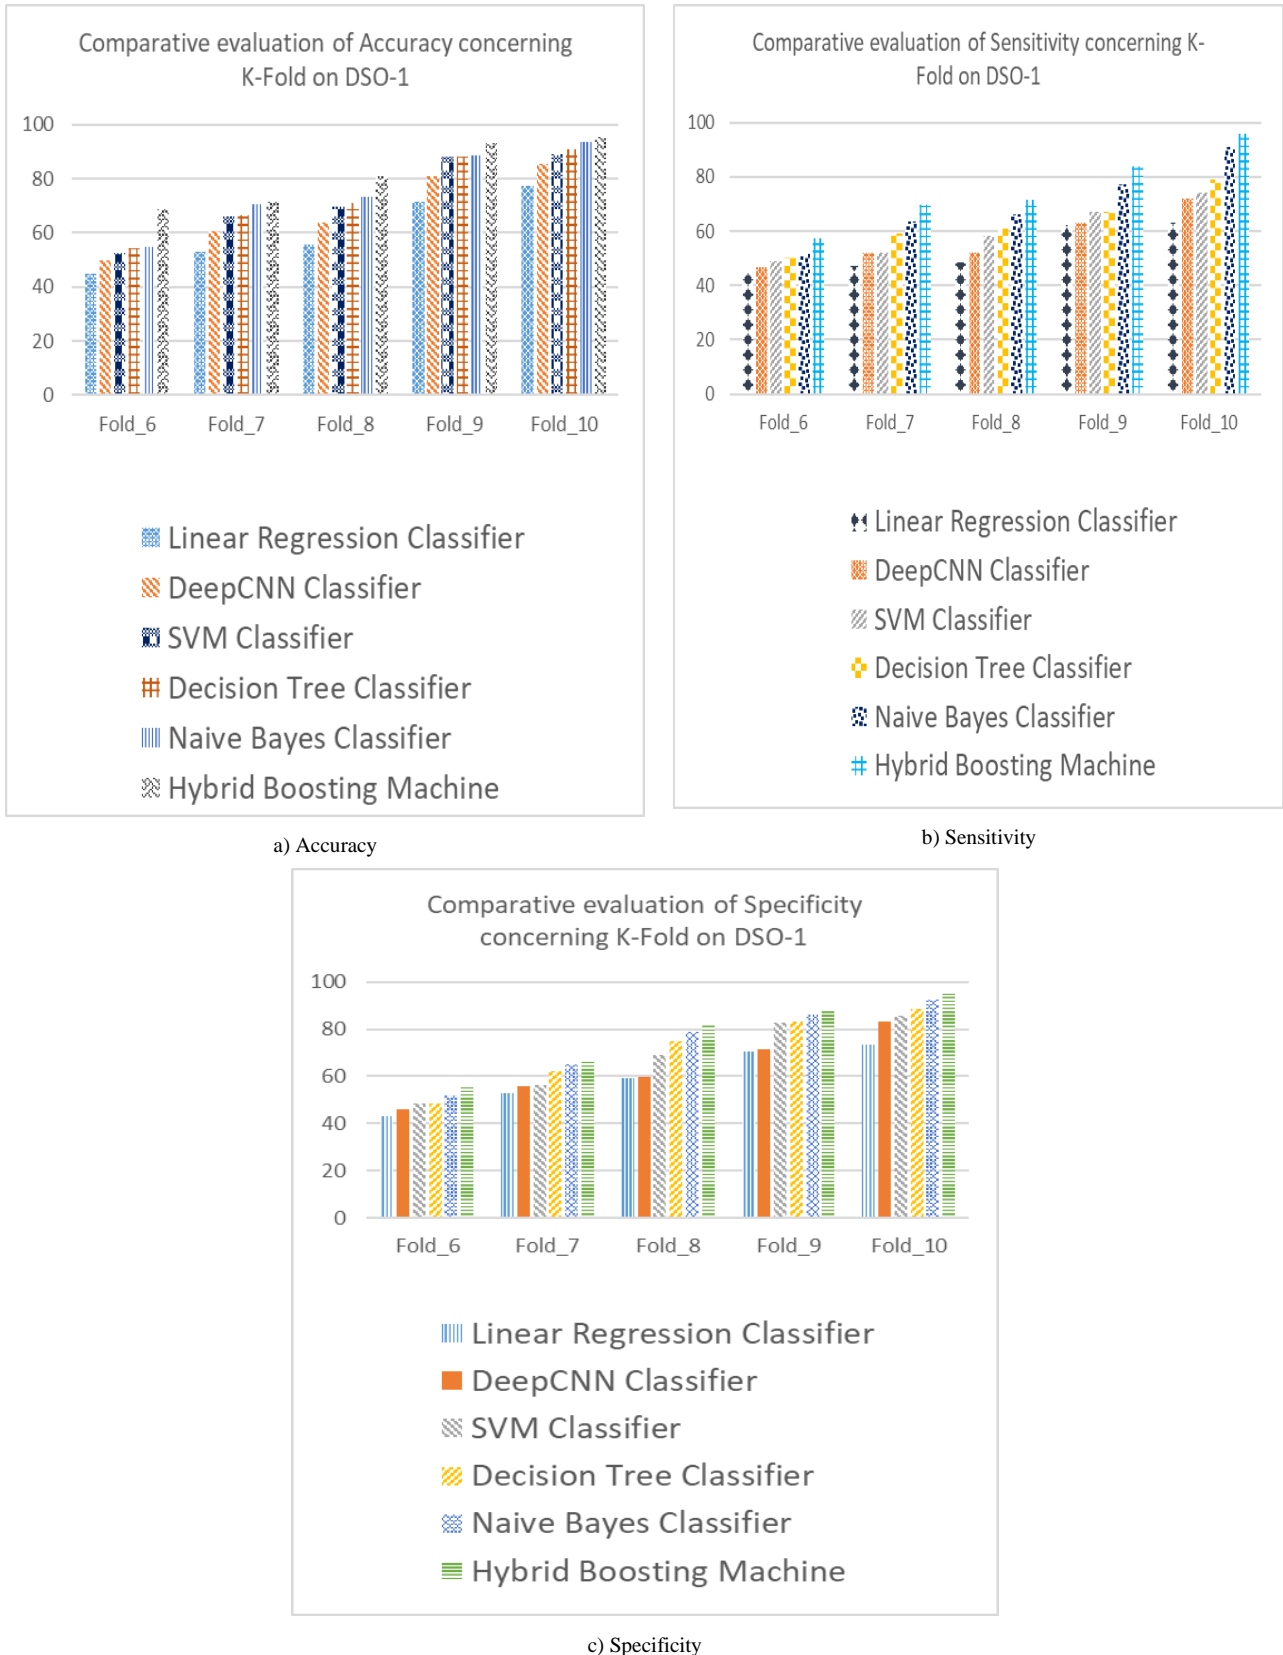 Comparative evaluation of Accuracy concerning
K-Fold on DSO-1
100
80
60
40
20
0
Fold_6 Fold_7 Fold_8 Fold_9 Fold_10
Linear Regression Classifier
DeepCNN Classifier
SVM Classifier
Decision Tree Classifier
Naive Bayes Classifier
Hybrid Boosting Machine
a) Accuracy
Comparative evaluation of Sensitivity concerning K-
Fold on DSO-1
100
80
60
40
20
0
Fold_6 Fold_7 Fold_8 Fold_9 Fold_10
Linear Regression Classifier
DeepCNN Classifier
SVM Classifier
Decision Tree Classifier
Naive Bayes Classifier
Hybrid Boosting Machine
b) Sensitivity
Comparative evaluation of Specificity
concerning K-Fold on DSO-1
100
80
60
40
20
0
Fold_6 Fold_7 Fold_8 Fold_9 Fold_10
Linear Regression Classifier
DeepCNN Classifier
SVM Classifier
Decision Tree Classifier
Naive Bayes Classifier
Hybrid Boosting Machine
c) Specificity